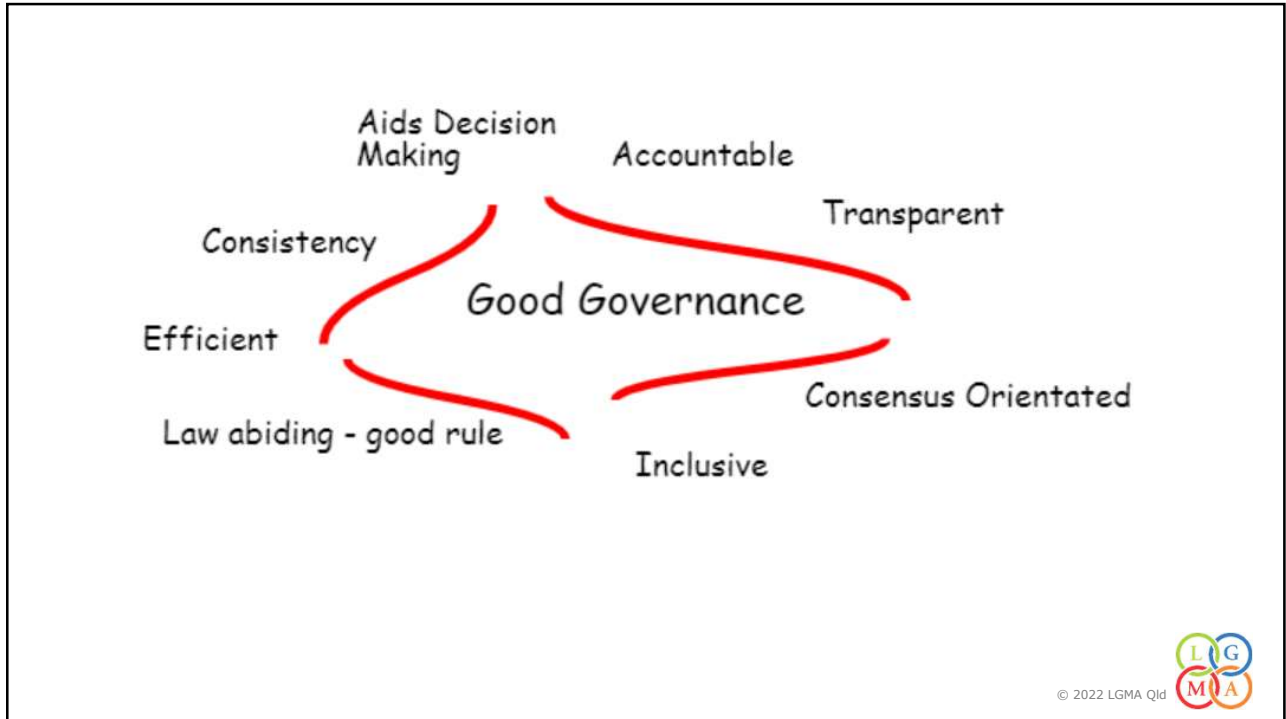 Aids Decision
Making
Accountable
Transparent
Consistency
Good Governance
Efficient
Consensus Orientated
Law abiding - good rule
Inclusive
© 2022 LGMA Qld
L G
M A